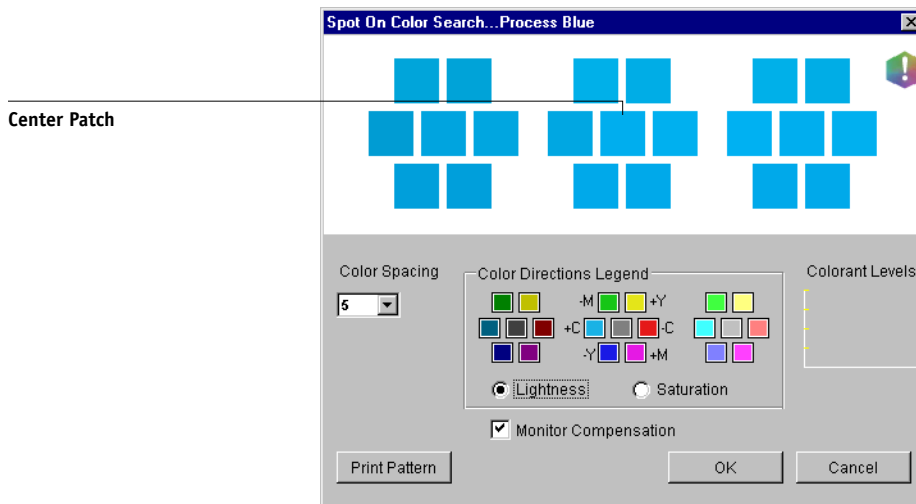 Spot On Color Search...Process Blue
Center Patch
Color Spacing
Color Directions Legend
Colorant Levels
5
-M +Y
+C -C
-Y +M
Lightness Saturation
Monitor Compensation
Print Pattern OK Cancel